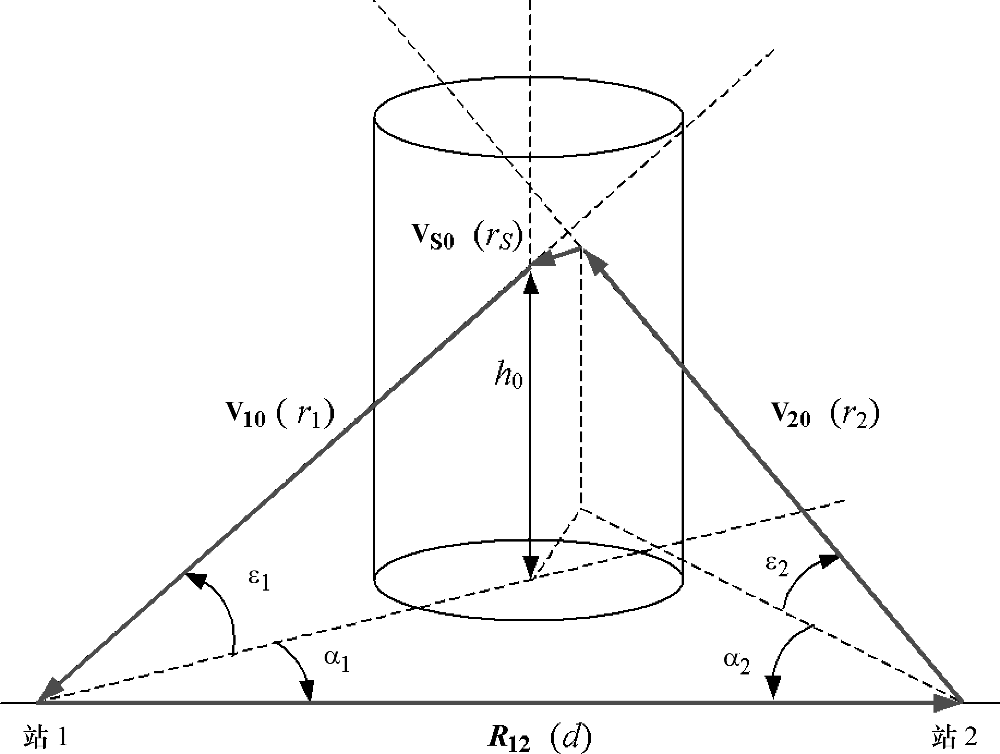 V_S0 (r_S)
h_0
V_10 ( r_1)
V_20 (r_2)
ε_1
ε_2
α_1
α_2
站 1
R_12 (d)
站 2